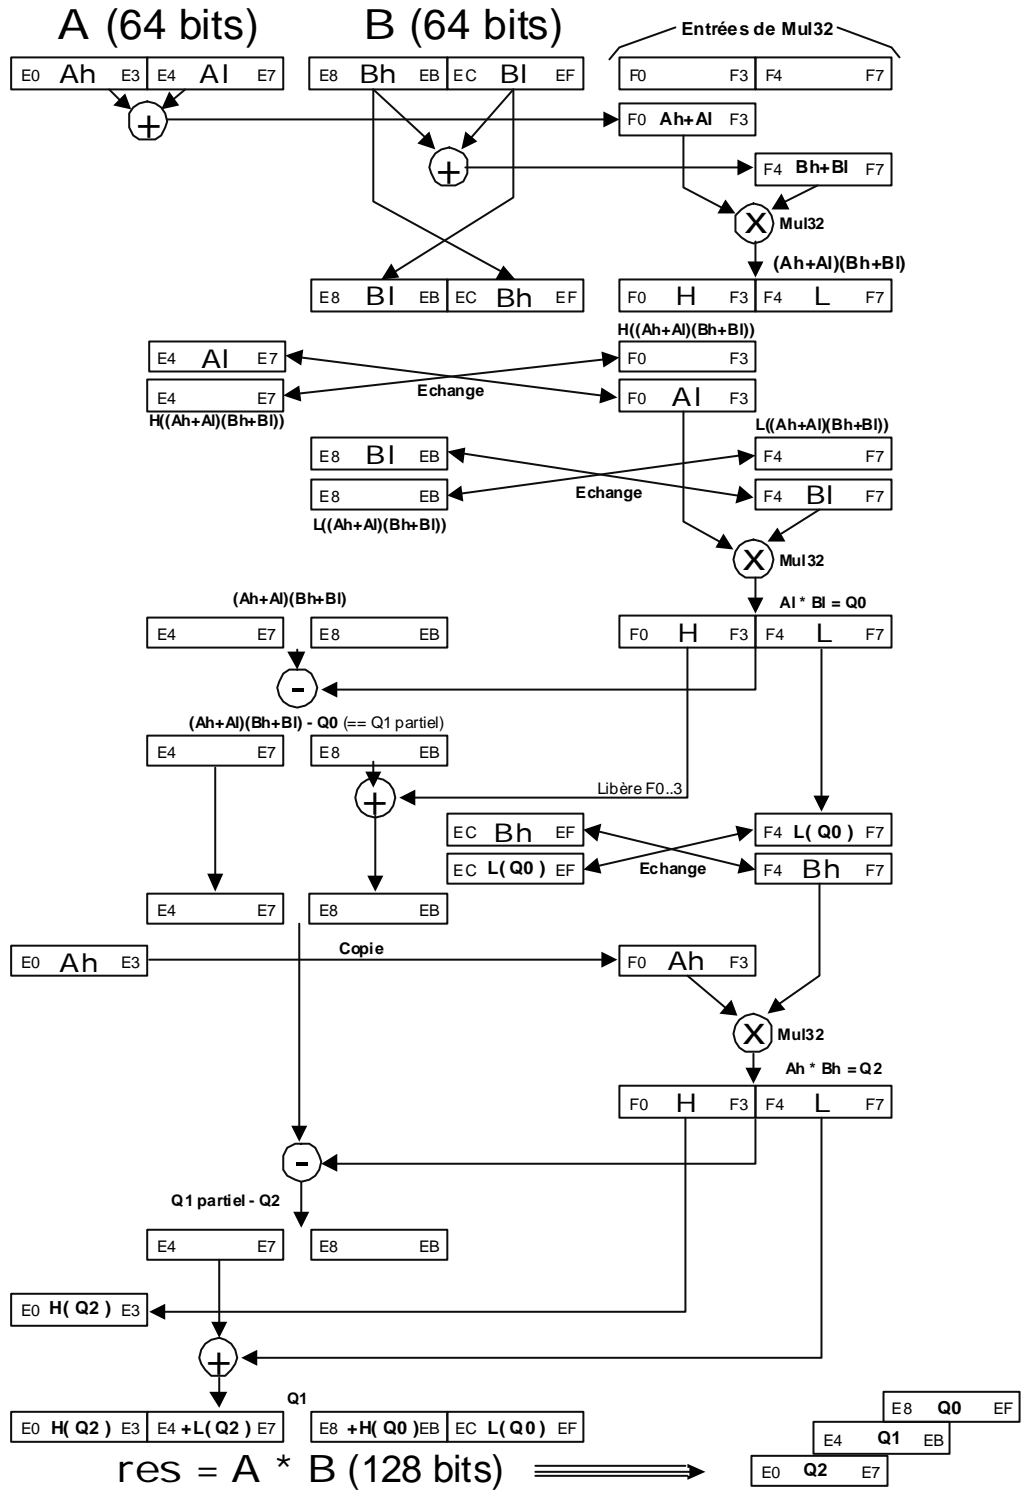 A (64 bits) B (64 bits) Entrées de Mul32
E0 Ah E3 E4 Al E7 E8 Bh EB EC Bl EF F0 F3 F4 F7
+ F0 Ah+Al F3
+ F4 Bh+Bl F7
X Mul32
(Ah+Al)(Bh+Bl)
E8 Bl EB EC Bh EF F0 H F3 F4 L F7
H((Ah+Al)(Bh+Bl))
E4 Al E7 F0 F3
E4 E7 Echange F0 Al F3
H((Ah+Al)(Bh+Bl)) L((Ah+Al)(Bh+Bl))
E8 Bl EB F4 F7
E8 EB Echange F4 Bl F7
L((Ah+Al)(Bh+Bl))
X Mul32
(Ah+Al)(Bh+Bl) Al * Bl = Q0
E4 E7 E8 EB F0 H F3 F4 L F7
-
(Ah+Al)(Bh+Bl) - Q0 (== Q1 partiel)
E4 E7 E8 EB
+ Libère F0..3
EC Bh EF F4 L(Q0) F7
EC L(Q0) EF Echange F4 Bh F7
E4 E7 E8 EB
Copie
E0 Ah E3 F0 Ah F3
X Mul32
Ah * Bh = Q2
F0 H F3 F4 L F7
-
Q1 partiel - Q2
E4 E7 E8 EB
E0 H(Q2) E3
+
Q1
E0 H(Q2) E3 E4 +L(Q2) E7 E8 +H(Q0) EB EC L(Q0) EF
E8 Q0 EF
E4 Q1 EB
E0 Q2 E7
res = A * B (128 bits)